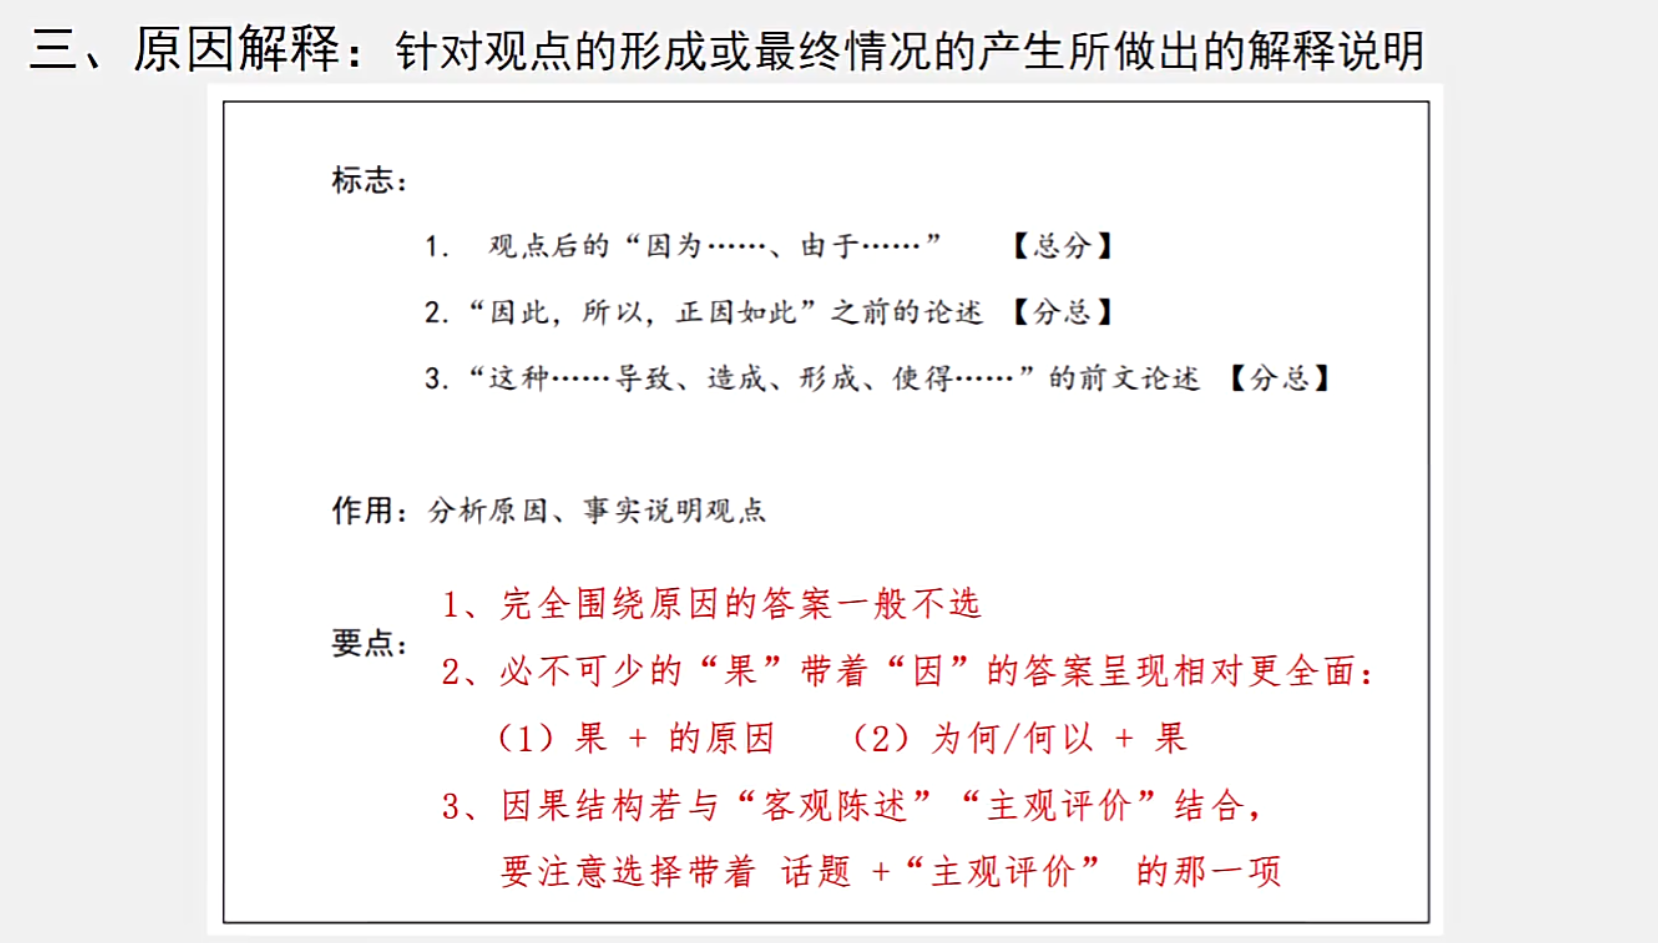 三、原因解释：针对观点的形成或最终情况的产生所做出的解释说明
标志：
1. 观点后的“因为……、由于……” 【总分】
2.“因此，所以，正因如此”之前的论述 【分总】
3.“这种……导致、造成、形成、使得……”的前文论述 【分总】
作用：分析原因、事实说明观点
1、完全围绕原因的答案一般不选
要点：
2、必不可少的“果”带着“因”的答案呈现相对更全面：
（1）果 + 的原因 （2）为何/何以 + 果
3、因果结构若与“客观陈述”“主观评价”结合，
要注意选择带着 话题 +“主观评价” 的那一项